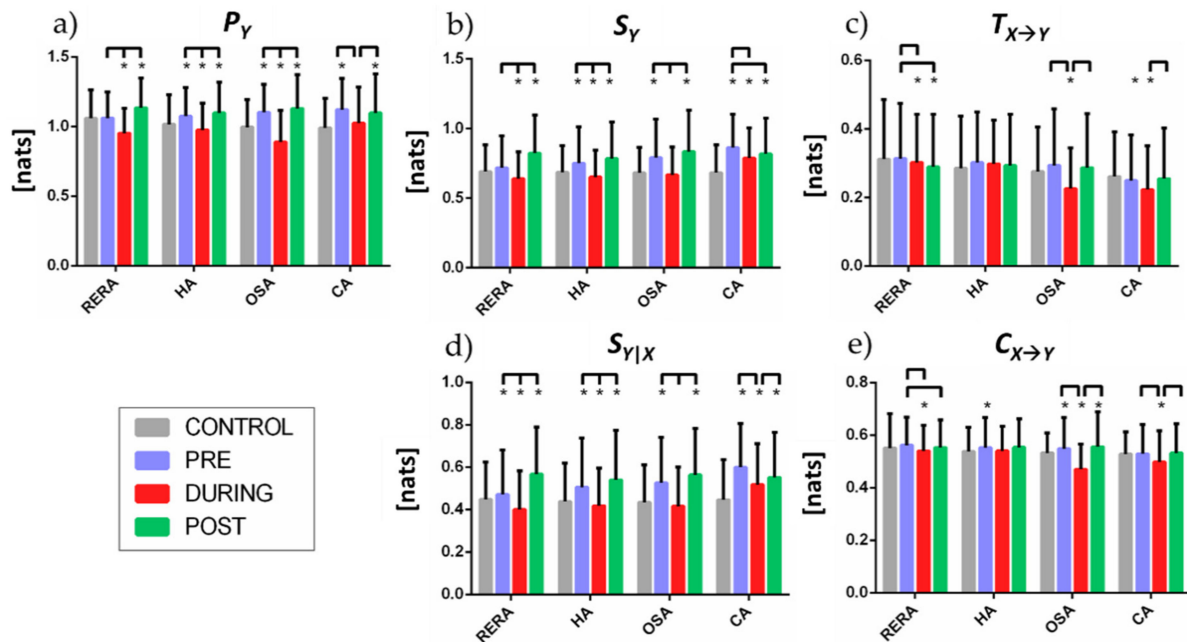 a) P_Y
[nats]
1.5
1.0
0.5
0.0
* * *
* * *
* * *
* *
RERA HA OSA CA
b) S_Y
[nats]
1.5
1.0
0.5
0.0
* * *
* * *
* * *
* * *
RERA HA OSA CA
c) T_{X→Y}
[nats]
0.6
0.4
0.2
0.0
* *
*
* *
RERA HA OSA CA
CONTROL
PRE
DURING
POST
d) S_{Y|X}
[nats]
1.0
0.8
0.6
0.4
0.2
0.0
* * *
* * *
* * *
* * *
RERA HA OSA CA
e) C_{X→Y}
[nats]
0.8
0.6
0.4
0.2
0.0
*
*
* * *
*
RERA HA OSA CA